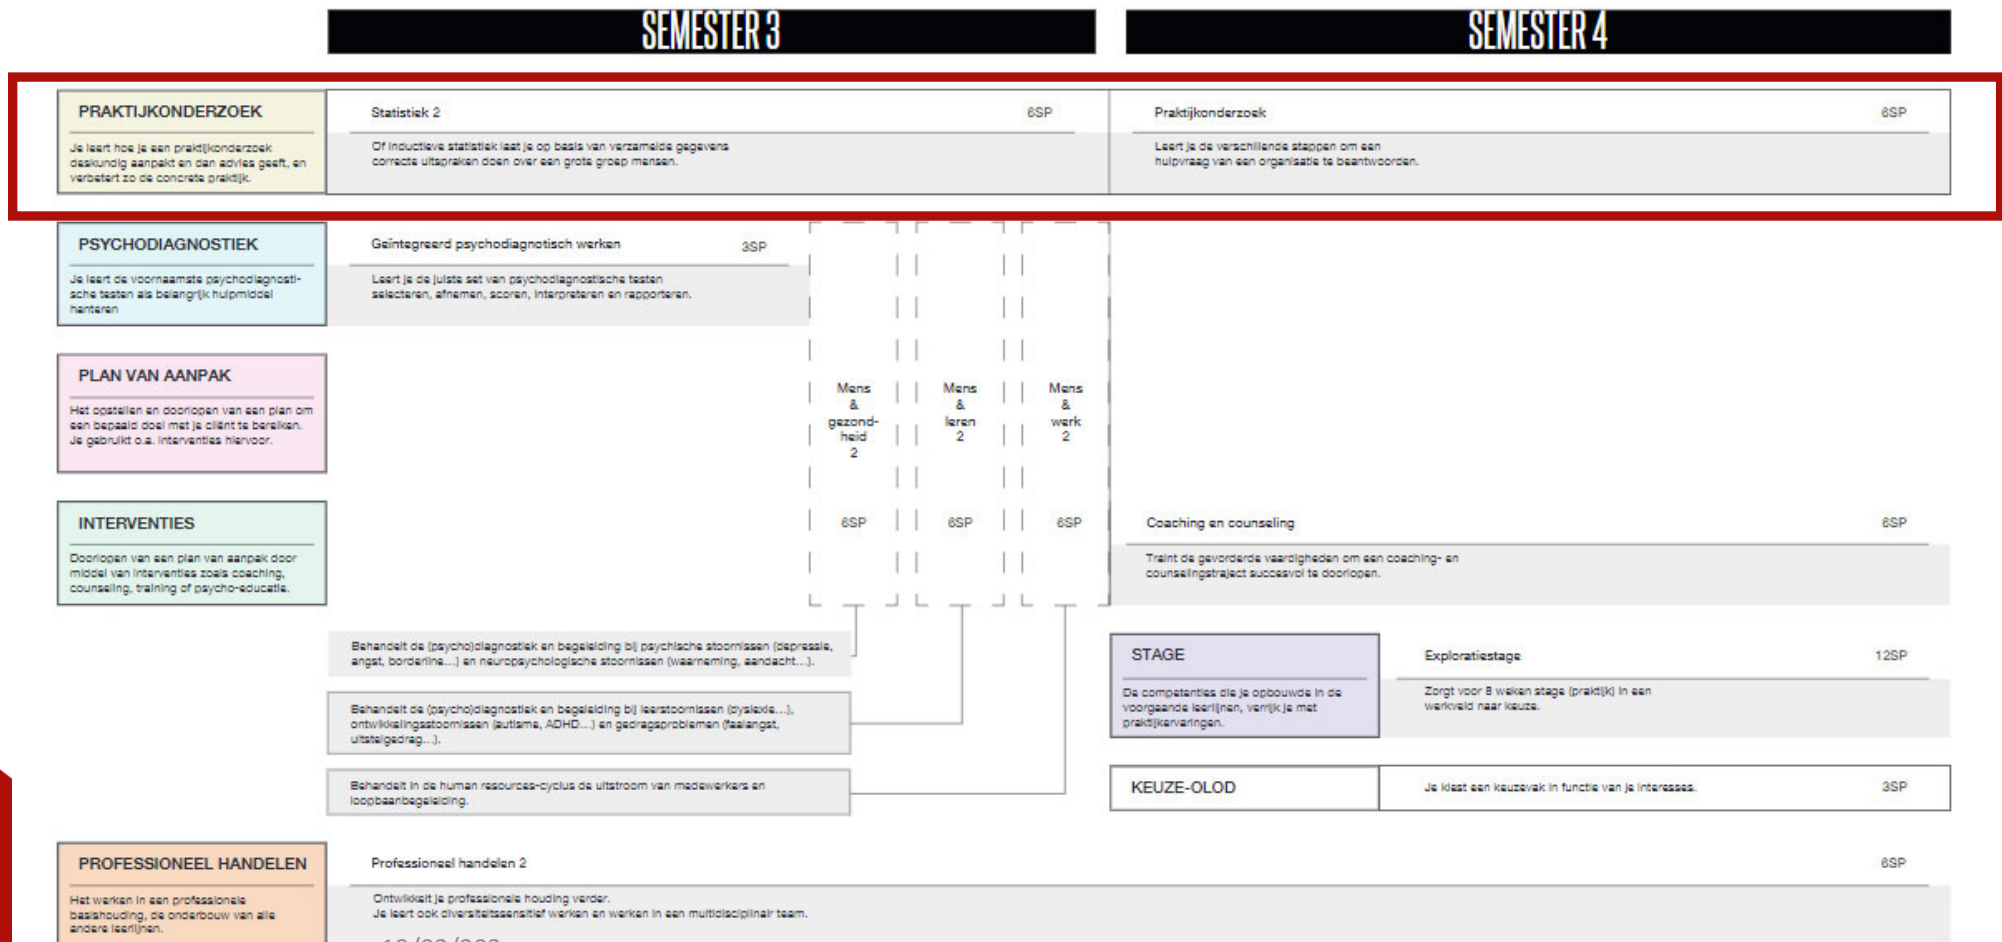 SEMESTER 3
SEMESTER 4
PRAKTIJKONDERZOEK
Je leert hoe je een praktijkonderzoek
deskundig aanpakt en dan advies geeft, en
verbetert zo de concrete praktijk.
Statistiek 2
6SP
Of inductieve statistiek laat je op basis van verzamelde gegevens
correcte uitspraken doen over een grote groep mensen.
Praktijkonderzoek
6SP
Leert je de verschillende stappen om een
hulpvraag van een organisatie te beantwoorden.
PSYCHODIAGNOSTIEK
Je leert de voornaamste psychodiagnosti-
sche testen als belangrijk hulpmiddel
hanteren
Geïntegreerd psychodiagnotisch werken
3SP
Leert je de juiste set van psychodiagnostische testen
selecteren, afnemen, scoren, interpreteren en rapporteren.
PLAN VAN AANPAK
Het opstellen en doorlopen van een plan om
een bepaald doel met je cliënt te bereiken.
Je gebruikt o.a. interventies hiervoor.
Mens
&
gezond-
heid
2
6SP
Mens
&
leren
2
6SP
Mens
&
werk
2
6SP
INTERVENTIES
Doorlopen van een plan van aanpak door
middel van interventies zoals coaching,
counseling, training of psycho-educatie.
Coaching en counseling
6SP
Traint de gevorderde vaardigheden om een coaching- en
counselingstraject succesvol te doorlopen.
Behandelt de (psycho)diagnostiek en begeleiding bij psychische stoornissen (depressie,
angst, borderline...) en neuropsychologische stoornissen (waarneming, aandacht...).
Behandelt de (psycho)diagnostiek en begeleiding bij leerstoornissen (dyslexie...),
ontwikkelingsstoornissen (autisme, ADHD...) en gedragsproblemen (faalangst,
uitstelgedrag...).
Behandelt in de human resources-cyclus de uitstroom van medewerkers en
loopbaanbegeleiding.
STAGE
De competenties die je opbouwde in de
voorgaande leerlijnen, verrijk je met
praktijkervaringen.
Exploratiestage
12SP
Zorgt voor 8 weken stage (praktijk) in een
werkveld naar keuze.
KEUZE-OLOD
Je kiest een keuzevak in functie van je interesses.
3SP
PROFESSIONEEL HANDELEN
Het werken in een professionele
basishouding, de onderbouw van alle
andere leerlijnen.
Professioneel handelen 2
6SP
Ontwikkelt je professionele houding verder.
Je leert ook diversiteitssensitief werken en werken in een multidisciplinair team.